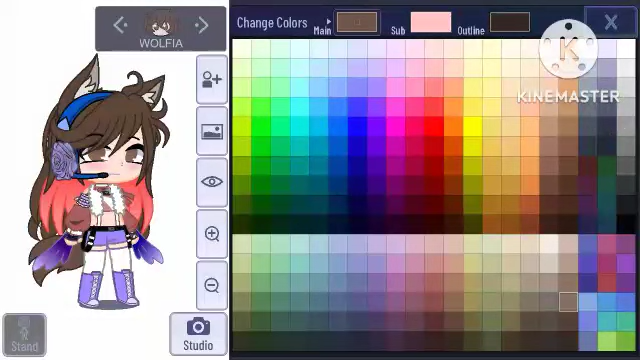 WOLFIA
Change Colors
Main
Sub
Outline
X
K
KINEMASTER
Stand
Studio